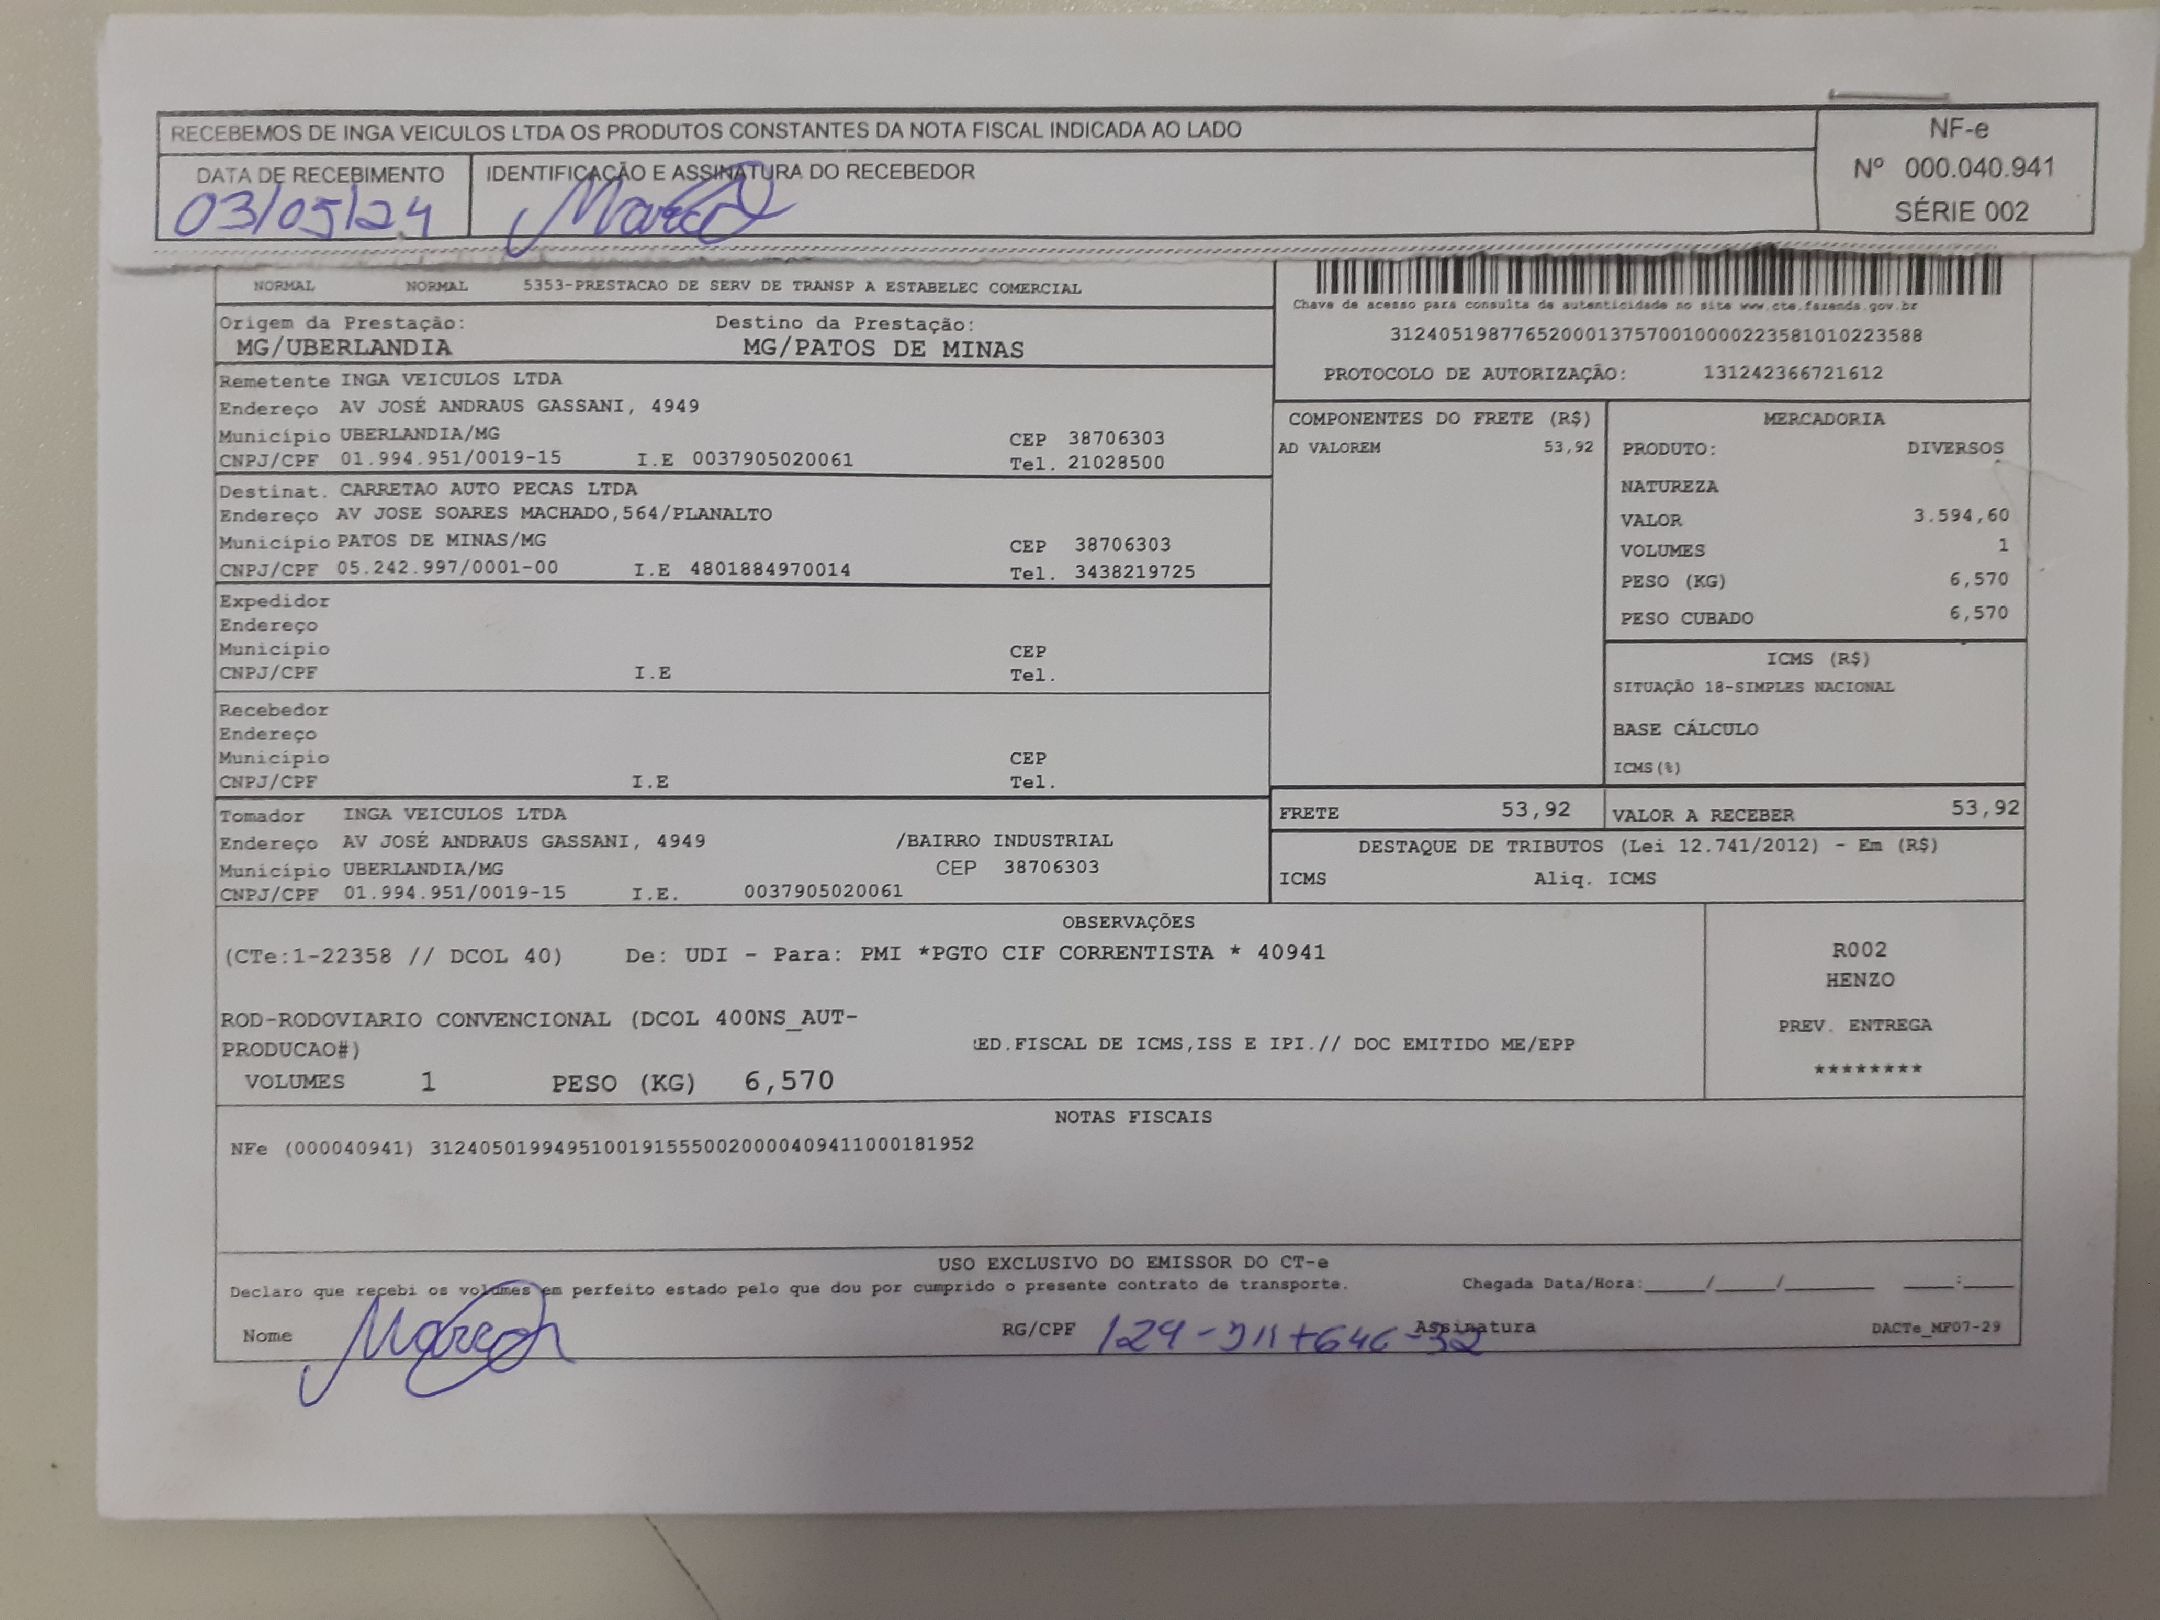 RECEBEMOS DE INGA VEICULOS LTDA OS PRODUTOS CONSTANTES DA NOTA FISCAL INDICADA AO LADO
NF-e
Nº 000.040.941
SÉRIE 002
DATA DE RECEBIMENTO
03/05/24
IDENTIFICAÇÃO E ASSINATURA DO RECEBEDOR
NORMAL NORMAL 5353-PRESTACAO DE SERV DE TRANSP A ESTABELEC COMERCIAL
Chave de acesso para consulta de autenticidade no site www.cte.fazenda.gov.br
31240519877652000137570010000223581010223588
PROTOCOLO DE AUTORIZAÇÃO: 131242366721612
Origem da Prestação: Destino da Prestação:
MG/UBERLANDIA MG/PATOS DE MINAS
Remetente INGA VEICULOS LTDA
Endereço AV JOSÉ ANDRAUS GASSANI, 4949
Município UBERLANDIA/MG CEP 38706303
CNPJ/CPF 01.994.951/0019-15 I.E 0037905020061 Tel. 21028500
Destinat. CARRETAO AUTO PECAS LTDA
Endereço AV JOSE SOARES MACHADO,564/PLANALTO
Município PATOS DE MINAS/MG CEP 38706303
CNPJ/CPF 05.242.997/0001-00 I.E 4801884970014 Tel. 3438219725
Expedidor
Endereço
Município CEP
CNPJ/CPF I.E Tel.
Recebedor
Endereço
Município CEP
CNPJ/CPF I.E Tel.
Tomador INGA VEICULOS LTDA
Endereço AV JOSÉ ANDRAUS GASSANI, 4949 /BAIRRO INDUSTRIAL
Município UBERLANDIA/MG CEP 38706303
CNPJ/CPF 01.994.951/0019-15 I.E. 0037905020061
COMPONENTES DO FRETE (R$)
AD VALOREM 53,92
MERCADORIA
PRODUTO: DIVERSOS
NATUREZA
VALOR 3.594,60
VOLUMES 1
PESO (KG) 6,570
PESO CUBADO 6,570
ICMS (R$)
SITUAÇÃO 18-SIMPLES NACIONAL
BASE CÁLCULO
ICMS(%)
FRETE 53,92 VALOR A RECEBER 53,92
DESTAQUE DE TRIBUTOS (Lei 12.741/2012) - Em (R$)
ICMS Aliq. ICMS
OBSERVAÇÕES
(CTe:1-22358 // DCOL 40) De: UDI - Para: PMI *PGTO CIF CORRENTISTA * 40941
ROD-RODOVIARIO CONVENCIONAL (DCOL 400NS_AUT-
PRODUCAO#) ED.FISCAL DE ICMS,ISS E IPI.// DOC EMITIDO ME/EPP
VOLUMES 1 PESO (KG) 6,570
R002
HENZO
PREV. ENTREGA
********
NOTAS FISCAIS
NFe (000040941) 31240501994951001915550020000409411000181952
USO EXCLUSIVO DO EMISSOR DO CT-e
Declaro que recebi os volumes em perfeito estado pelo que dou por cumprido o presente contrato de transporte. Chegada Data/Hora:_____/_____/_______ ____:____
Nome RG/CPF Assinatura DACTe_MF07-29